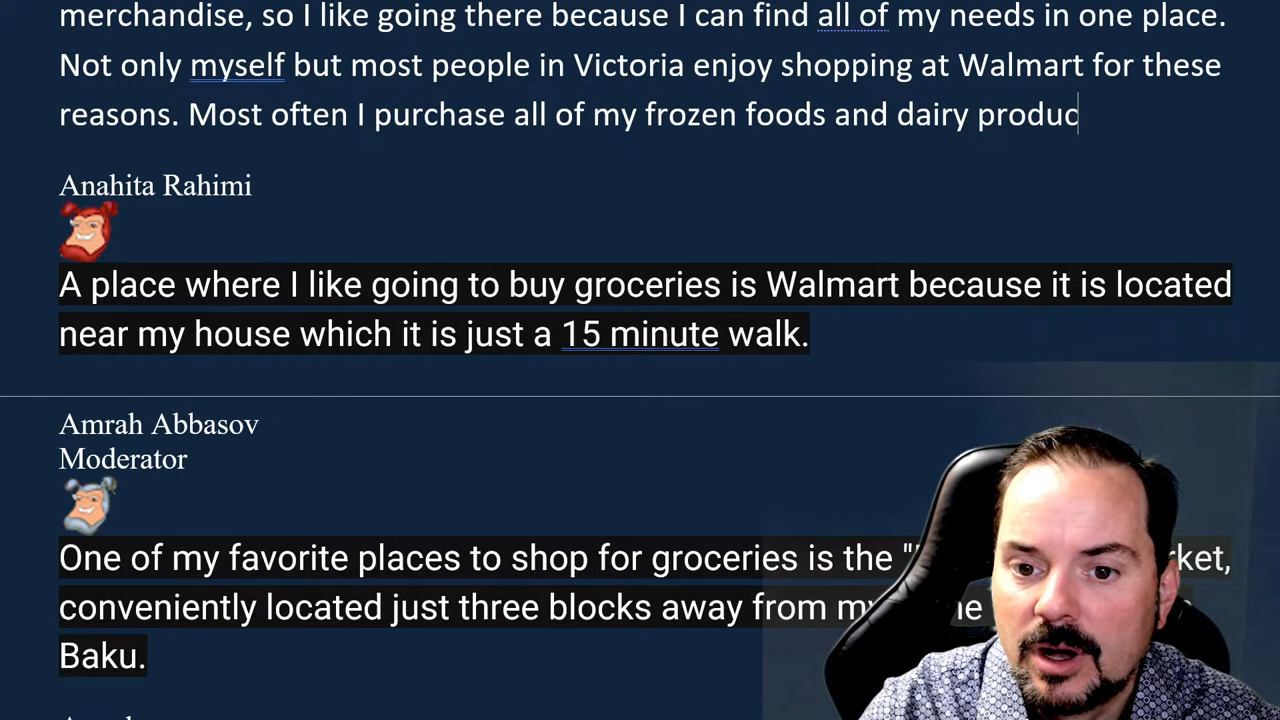 merchandise, so I like going there because I can find all of my needs in one place.
Not only myself but most people in Victoria enjoy shopping at Walmart for these
reasons. Most often I purchase all of my frozen foods and dairy produc
Anahita Rahimi
A place where I like going to buy groceries is Walmart because it is located
near my house which it is just a 15 minute walk.
Amrah Abbasov
Moderator
One of my favorite places to shop for groceries is the
conveniently located just three blocks away from
Baku.